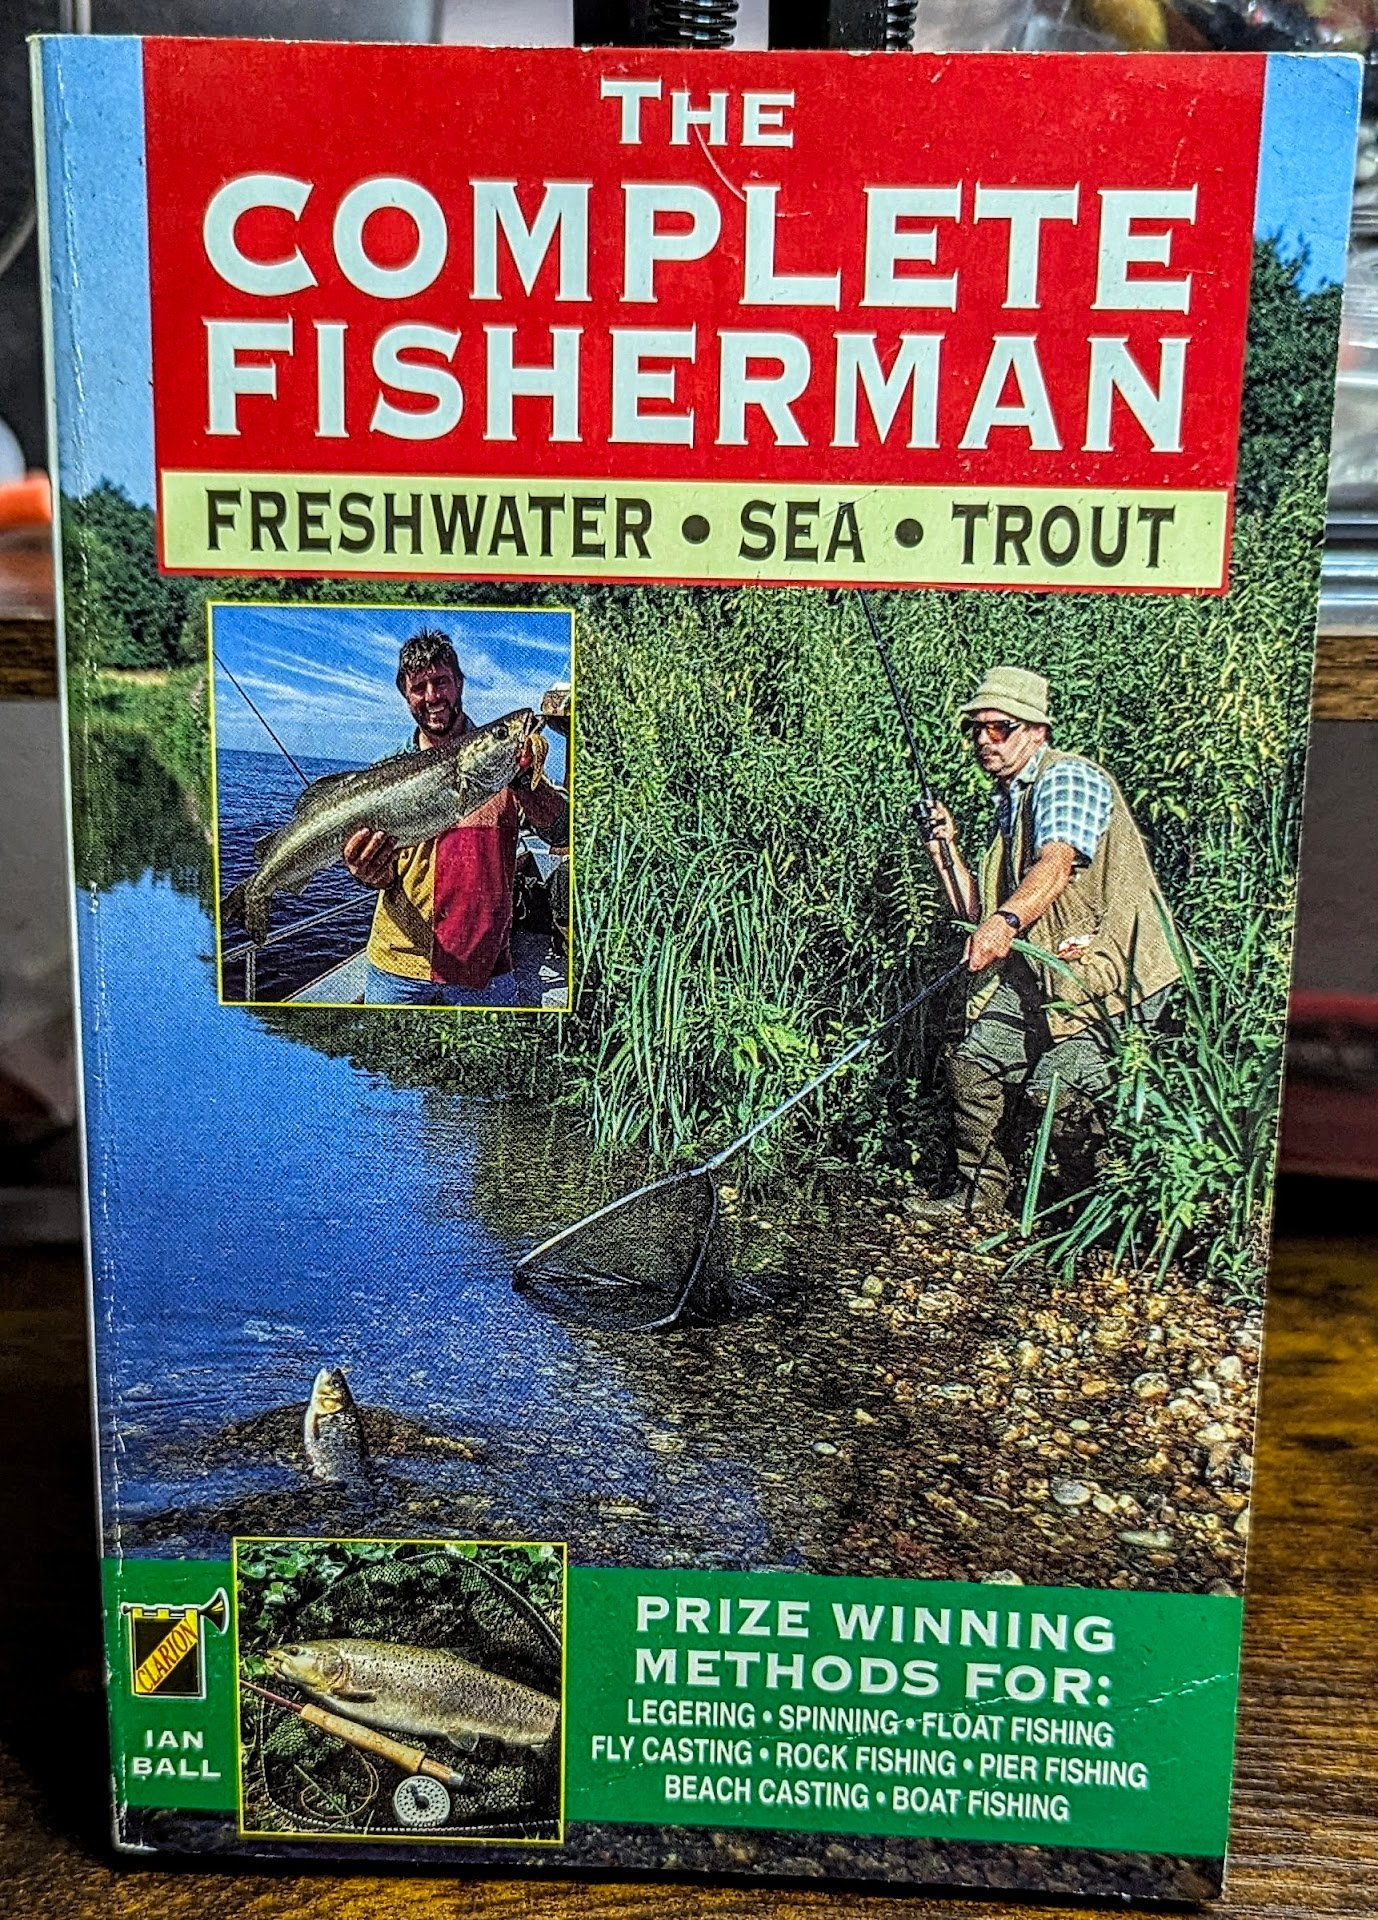 THE
COMPLETE
FISHERMAN
FRESHWATER • SEA • TROUT
PRIZE WINNING
METHODS FOR:
LEGERING • SPINNING • FLOAT FISHING
FLY CASTING • ROCK FISHING • PIER FISHING
BEACH CASTING • BOAT FISHING
CLARION
IAN
BALL